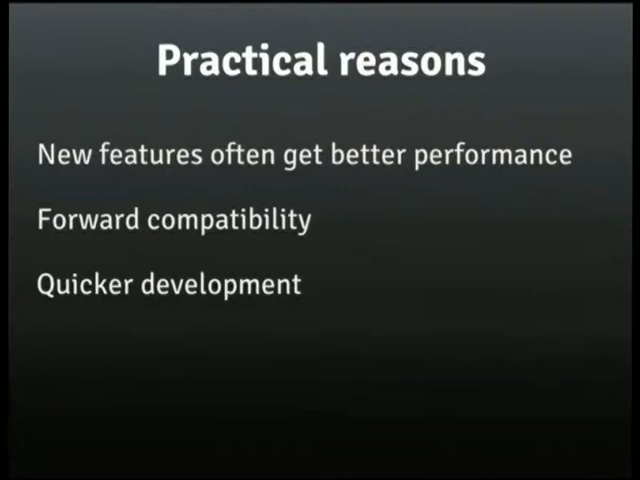 Practical reasons
New features often get better performance
Forward compatibility
Quicker development